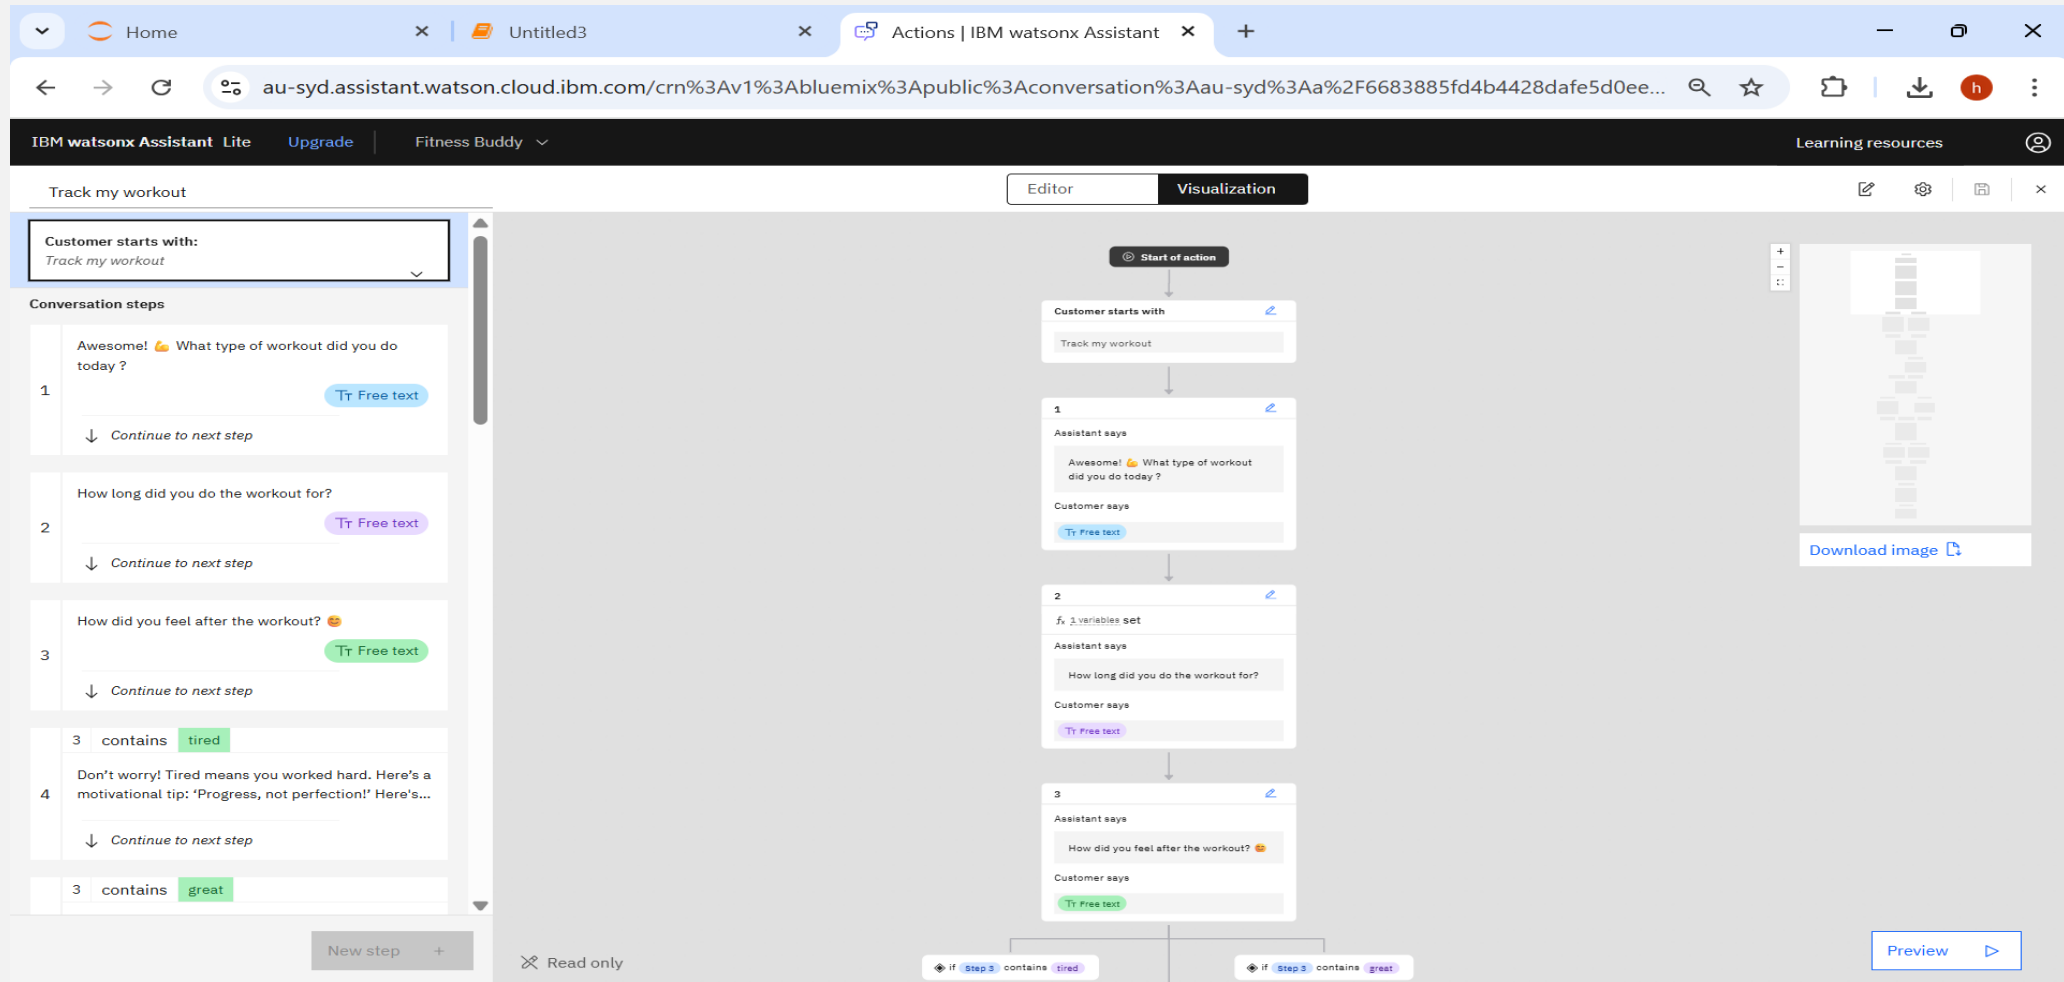 Home
Untitled3
Actions | IBM watsonx Assistant
au-syd.assistant.watson.cloud.ibm.com/crn%3Av1%3Abluemix%3Apublic%3Aconversation%3Aau-syd%3Aa%2F6683885fd4b4428dafe5d0ee...
h
IBM watsonx Assistant Lite
Upgrade
Fitness Buddy
Learning resources
Track my workout
Editor
Visualization
Customer starts with:
Track my workout
Conversation steps
1
Awesome! 💪 What type of workout did you do
today ?
Free text
Continue to next step
2
How long did you do the workout for?
Free text
Continue to next step
3
How did you feel after the workout? 😊
Free text
Continue to next step
3 contains tired
4
Don't worry! Tired means you worked hard. Here's a
motivational tip: ‘Progress, not perfection!’ Here's...
Continue to next step
3 contains great
New step +
Read only
Start of action
Customer starts with
Track my workout
1
Assistant says
Awesome! 💪 What type of workout
did you do today ?
Customer says
Free text
2
1 variables set
Assistant says
How long did you do the workout for?
Customer says
Free text
3
Assistant says
How did you feel after the workout? 😊
Customer says
Free text
if Step 3 contains tired
if Step 3 contains great
Download image
Preview